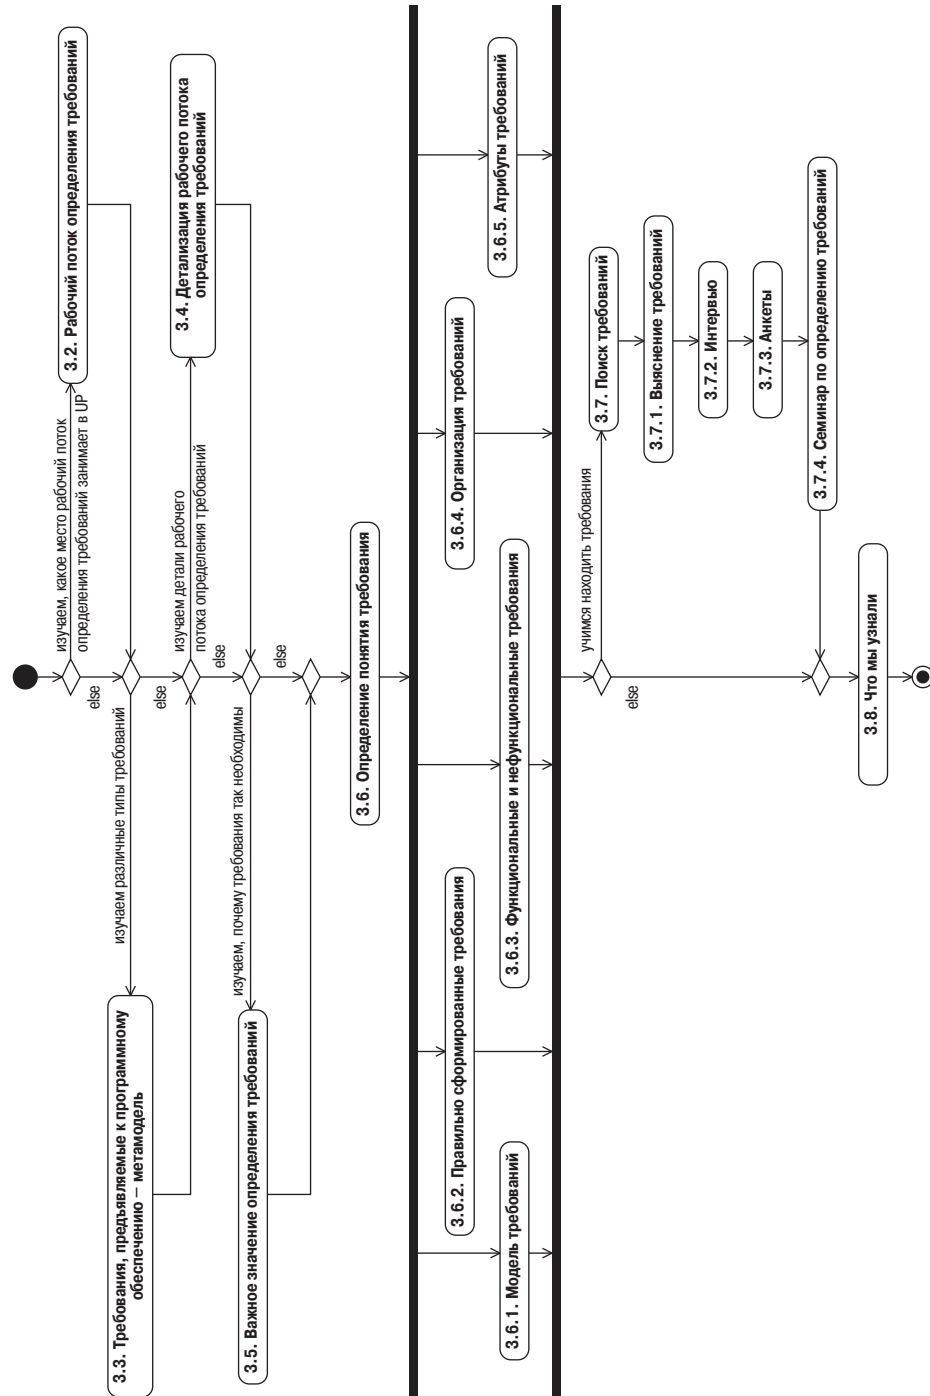 изучаем, какое место рабочий поток
определения требований занимает в UP
3.2. Рабочий поток определения требований
else
изучаем различные типы требований
3.3. Требования, предъявляемые к программному
обеспечению — метамодель
else
изучаем детали рабочего
потока определения требований
3.4. Детализация рабочего потока
определения требований
else
изучаем, почему требования так необходимы
3.5. Важное значение определения требований
else
3.6. Определение понятия требования
3.6.1. Модель требований
3.6.2. Правильно сформированные требования
3.6.3. Функциональные и нефункциональные требования
3.6.4. Организация требований
3.6.5. Атрибуты требований
учимся находить требования
else
3.7. Поиск требований
3.7.1. Выяснение требований
3.7.2. Интервью
3.7.3. Анкеты
3.7.4. Семинар по определению требований
3.8. Что мы узнали